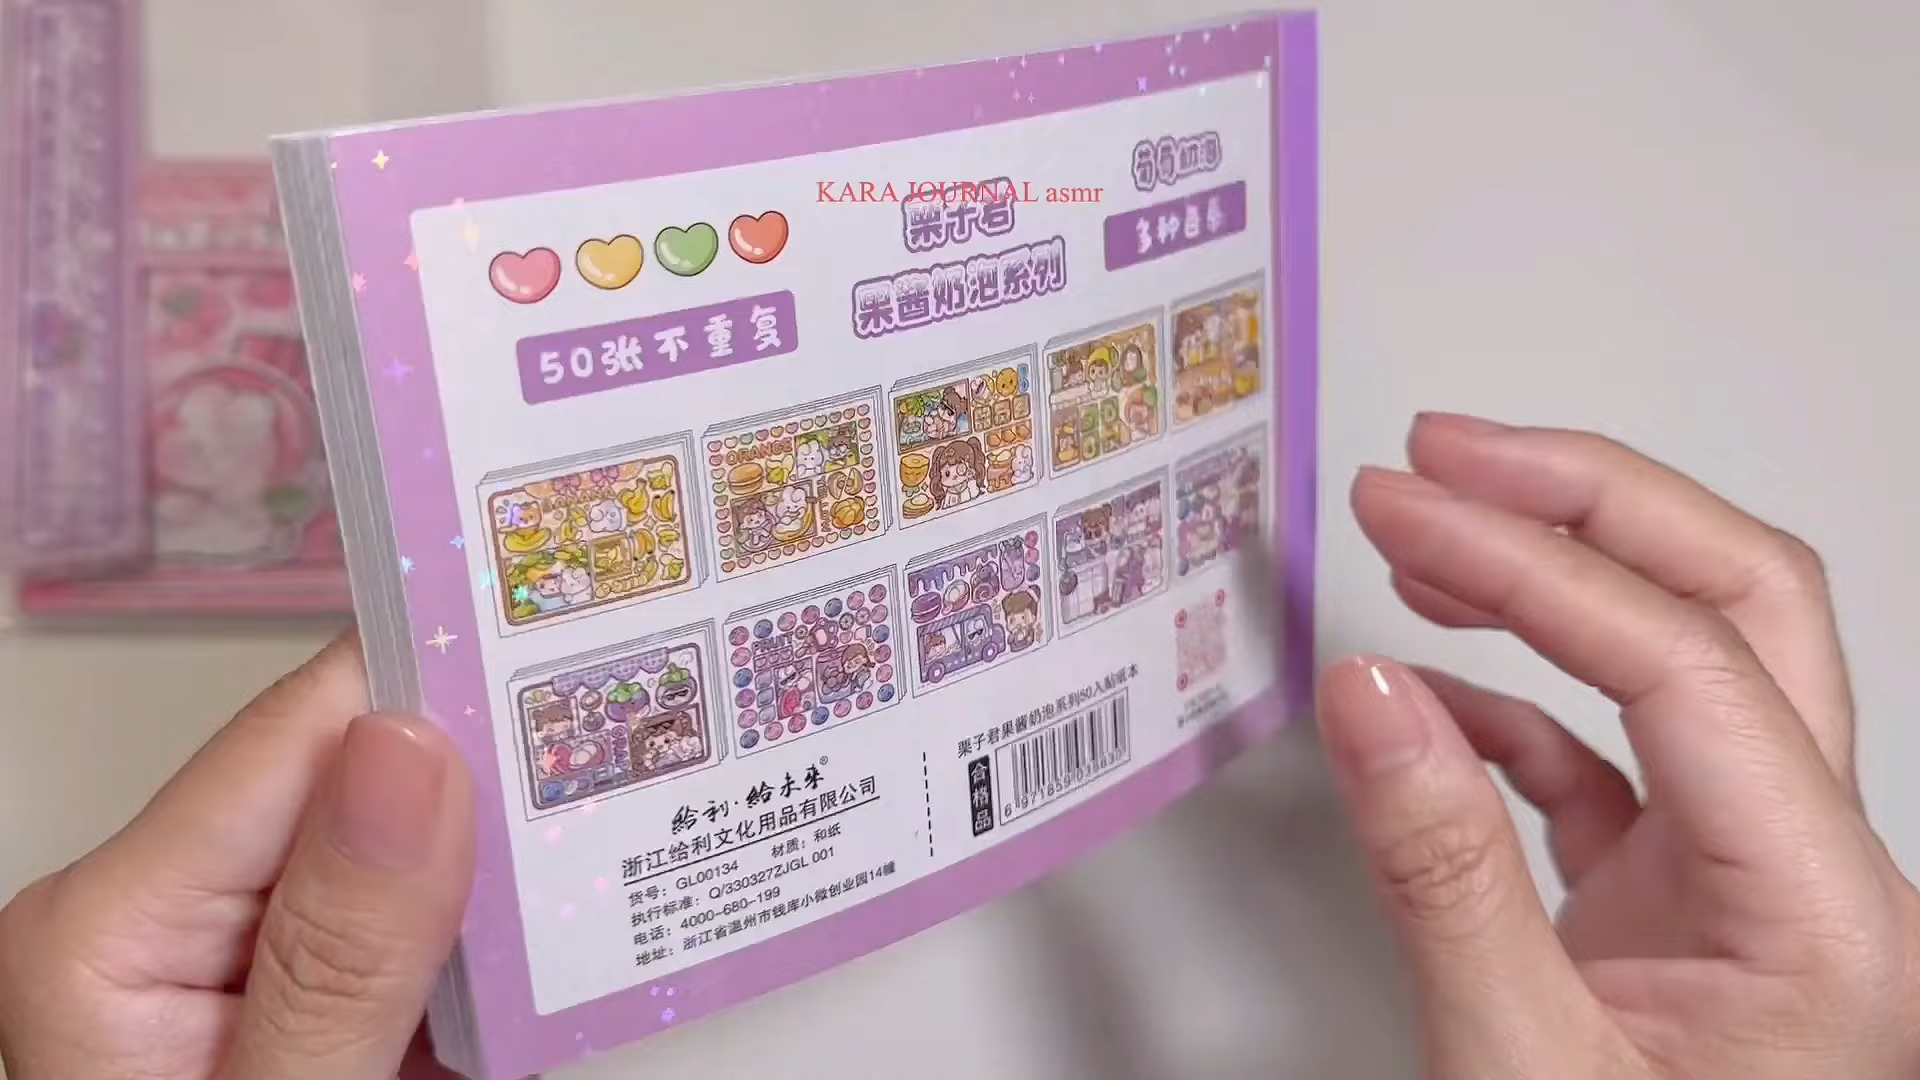 KARA JOURNAL asmr
葡萄奶泡
栗子君
多种色系
果酱奶泡系列
50张不重复
BANANA
ORANGE
栗子君果酱奶泡系列50入贴纸本
合格品
给利·给未来®
浙江给利文化用品有限公司
货号：GL00134 材质：和纸
执行标准：Q/330327ZJGL 001
电话：4000-680-199
地址：浙江省温州市钱库小微创业园14幢